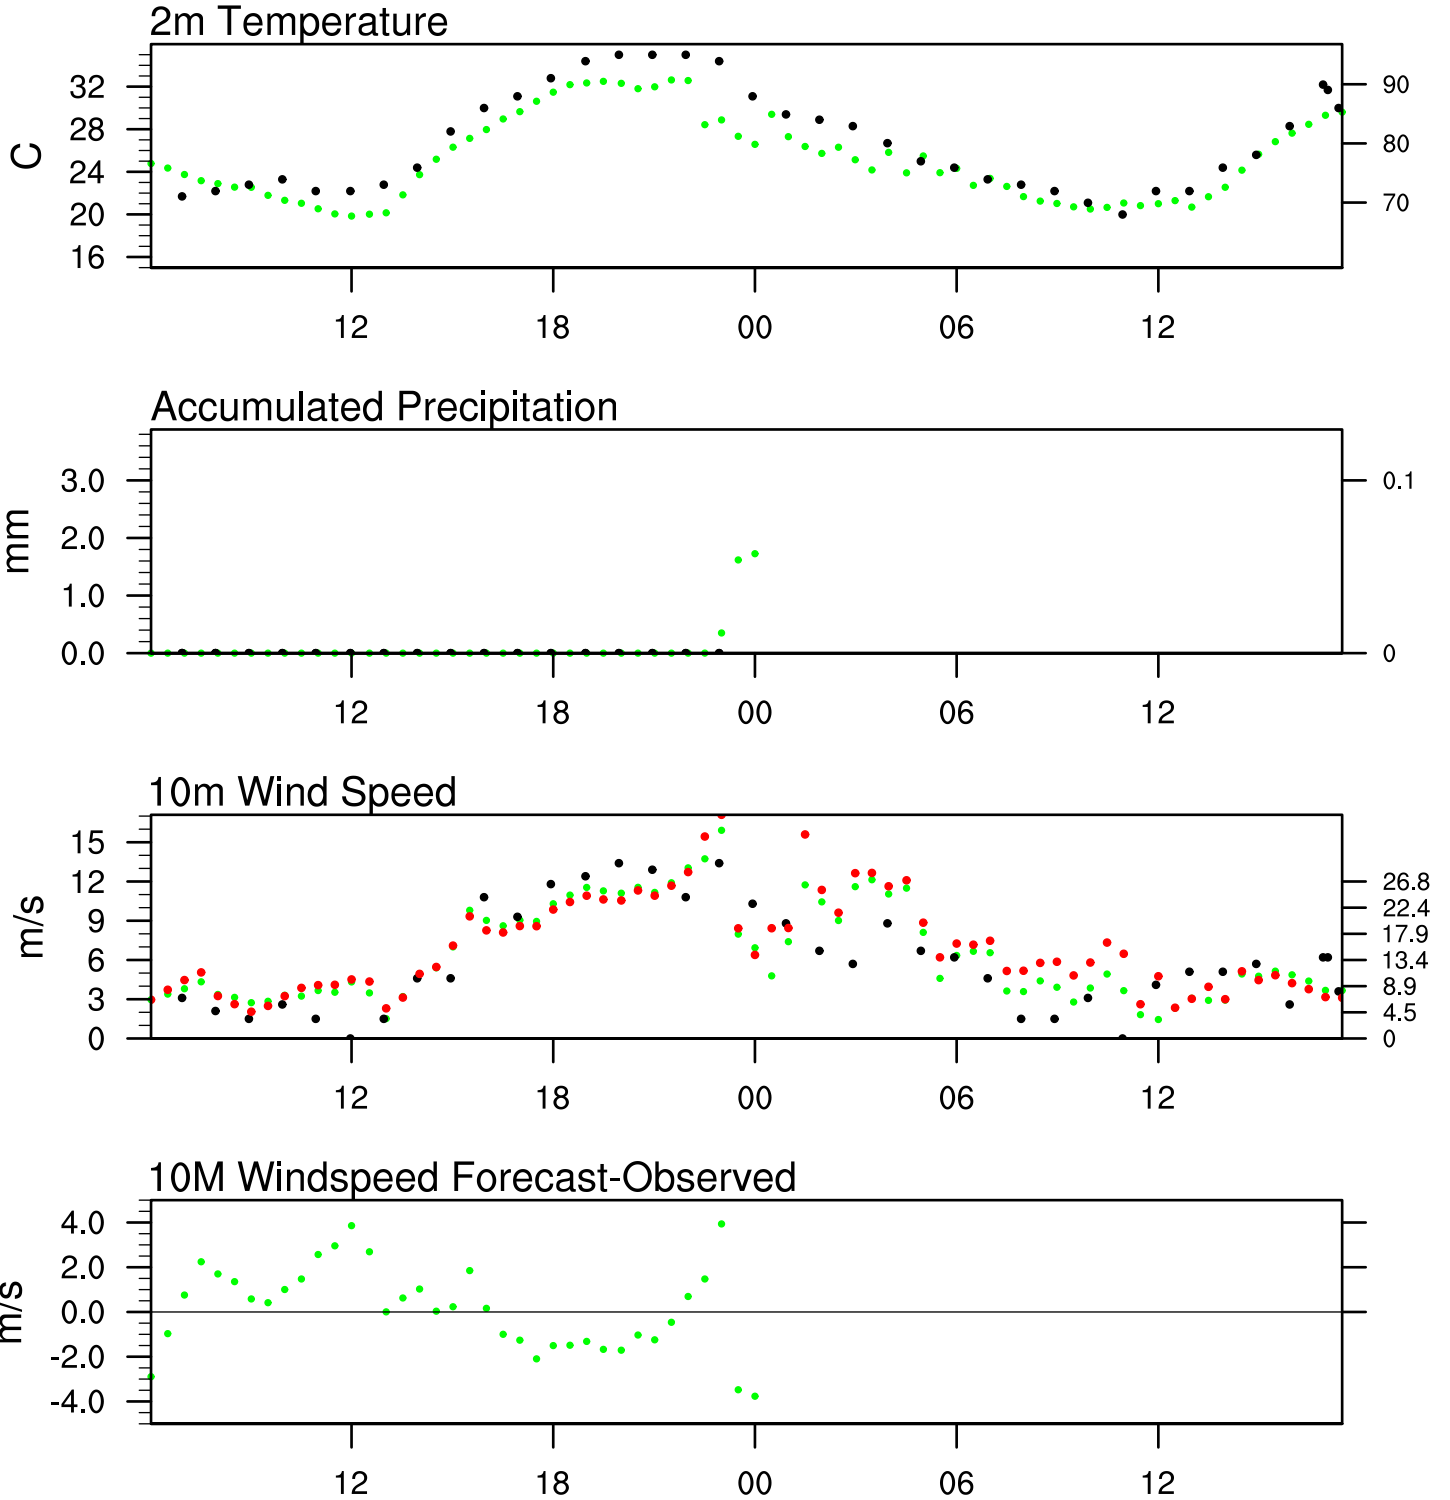 2m Temperature
C
32
28
24
20
16
90
80
70
12 18 00 06 12
Accumulated Precipitation
mm
3.0
2.0
1.0
0.0
0.1
0
12 18 00 06 12
10m Wind Speed
m/s
15
12
9
6
3
0
26.8
22.4
17.9
13.4
8.9
4.5
0
12 18 00 06 12
10M Windspeed Forecast-Observed
m/s
4.0
2.0
0.0
-2.0
-4.0
12 18 00 06 12